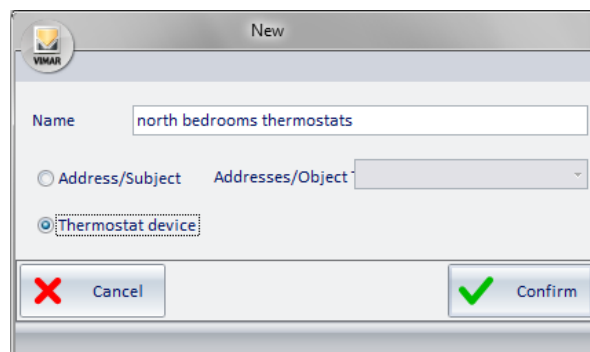 New
VIMAR
Name north bedrooms thermostats
Address/Subject Addresses/Object
Thermostat device
Cancel Confirm